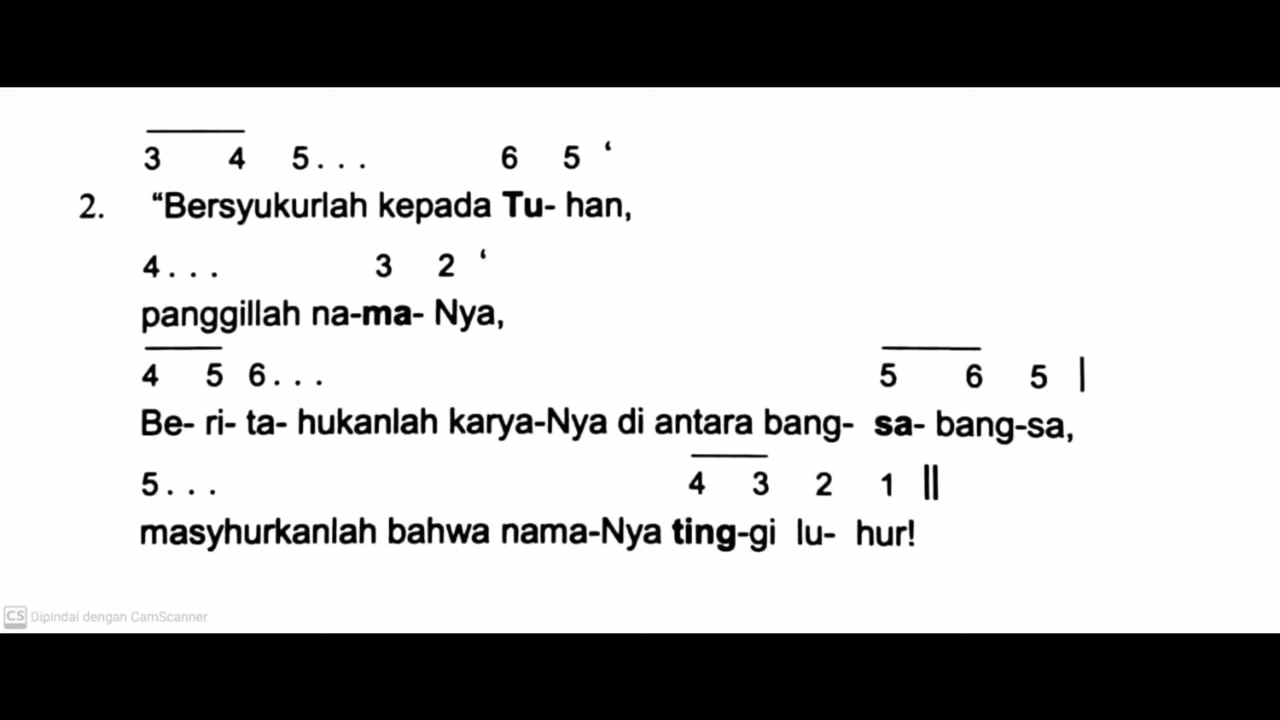 3 4 5... 6 5 ‘
2. “Bersyukurlah kepada Tu- han,
4... 3 2 ‘
panggillah na-ma- Nya,
4 5 6... 5 6 5 |
Be- ri- ta- hukanlah karya-Nya di antara bang- sa- bang-sa,
5... 4 3 2 1 ||
masyhurkanlah bahwa nama-Nya ting-gi lu- hur!
CS Dipindai dengan CamScanner